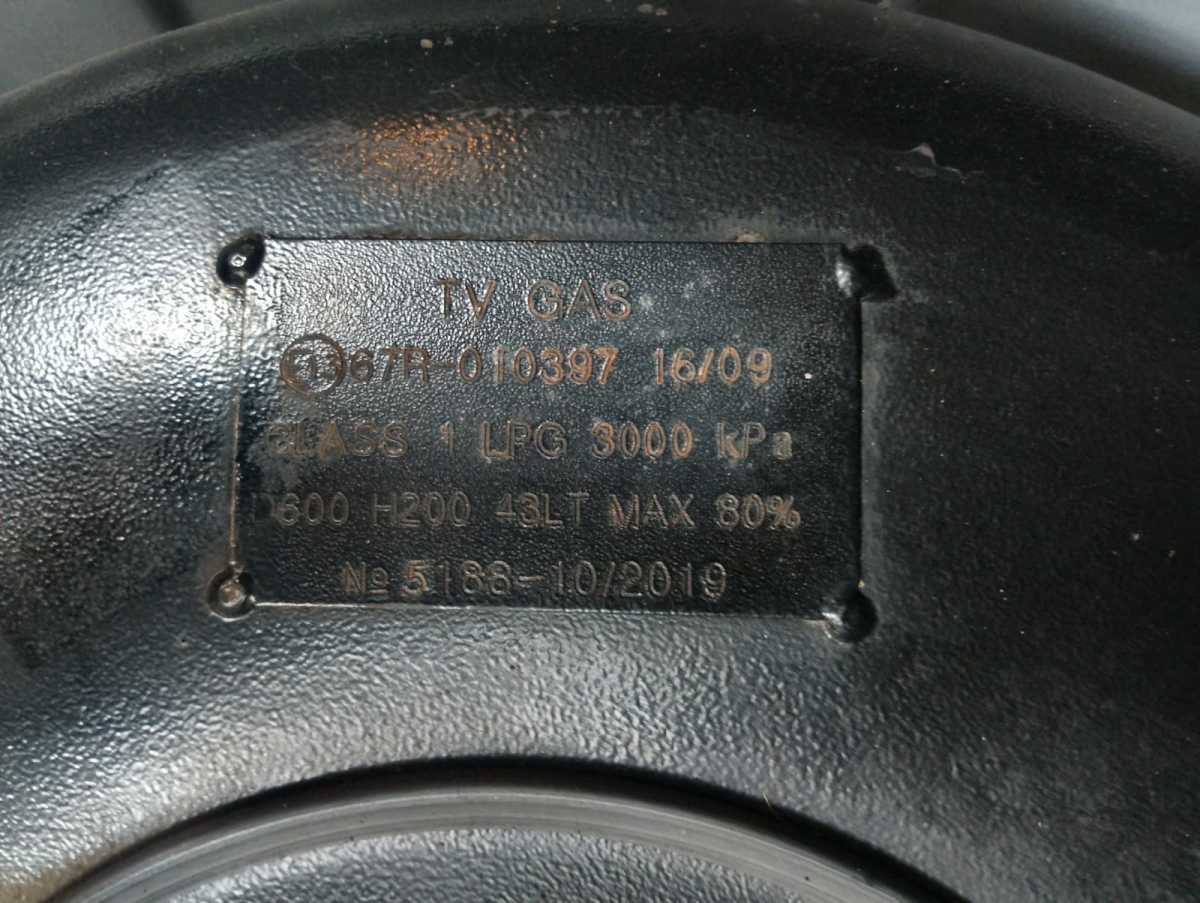 TV GAS
E13 67R-010397 16/09
CLASS 1 LPG 3000 kPa
D600 H200 43LT MAX 80%
№ 5188-10/2019